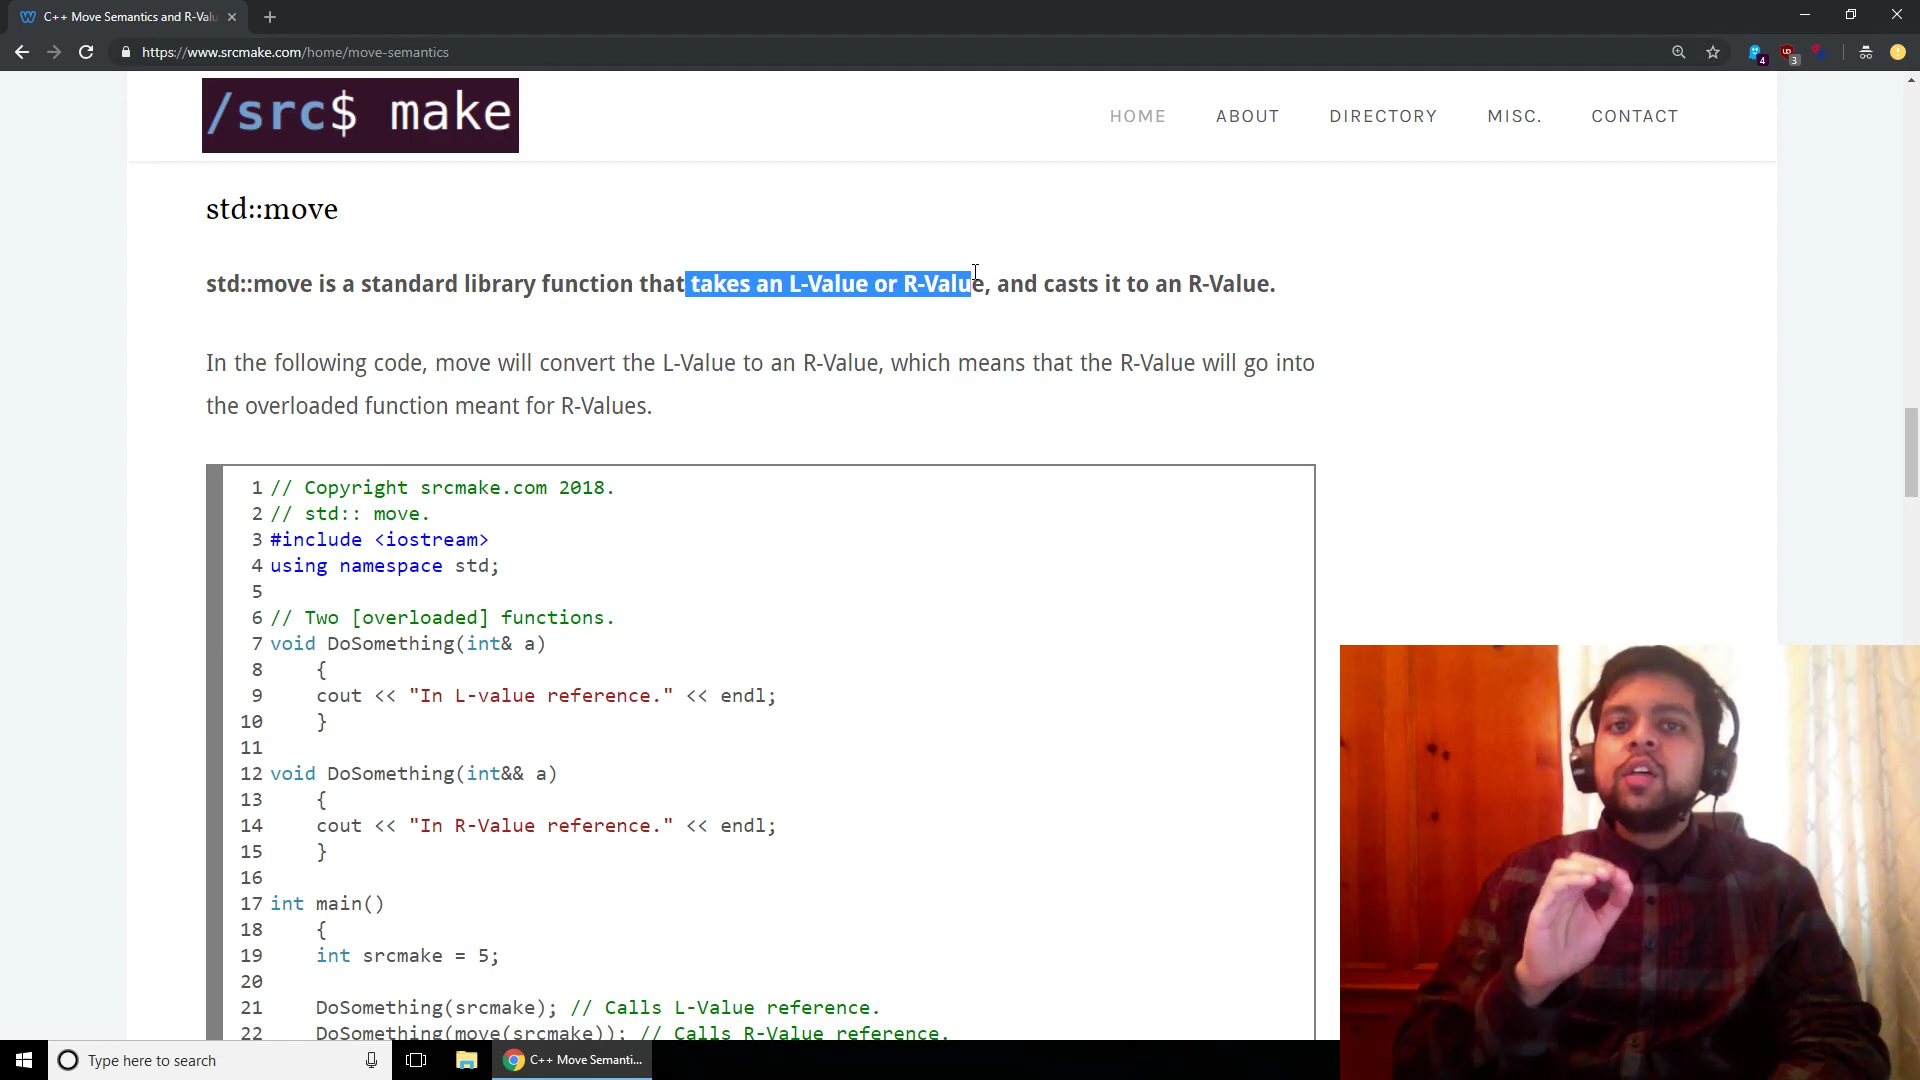 C++ Move Semantics and R-Valu
https://www.srcmake.com/home/move-semantics
4
3
/src$ make
HOME ABOUT DIRECTORY MISC. CONTACT
std::move
std::move is a standard library function that takes an L-Value or R-Value, and casts it to an R-Value.
In the following code, move will convert the L-Value to an R-Value, which means that the R-Value will go into
the overloaded function meant for R-Values.
1 // Copyright srcmake.com 2018.
2 // std:: move.
3 #include <iostream>
4 using namespace std;
5
6 // Two [overloaded] functions.
7 void DoSomething(int& a)
8 {
9 cout << "In L-value reference." << endl;
10 }
11
12 void DoSomething(int&& a)
13 {
14 cout << "In R-Value reference." << endl;
15 }
16
17 int main()
18 {
19 int srcmake = 5;
20
21 DoSomething(srcmake); // Calls L-Value reference.
22 DoSomething(move(srcmake)); // Calls R-Value reference.
Type here to search
C++ Move Semanti...